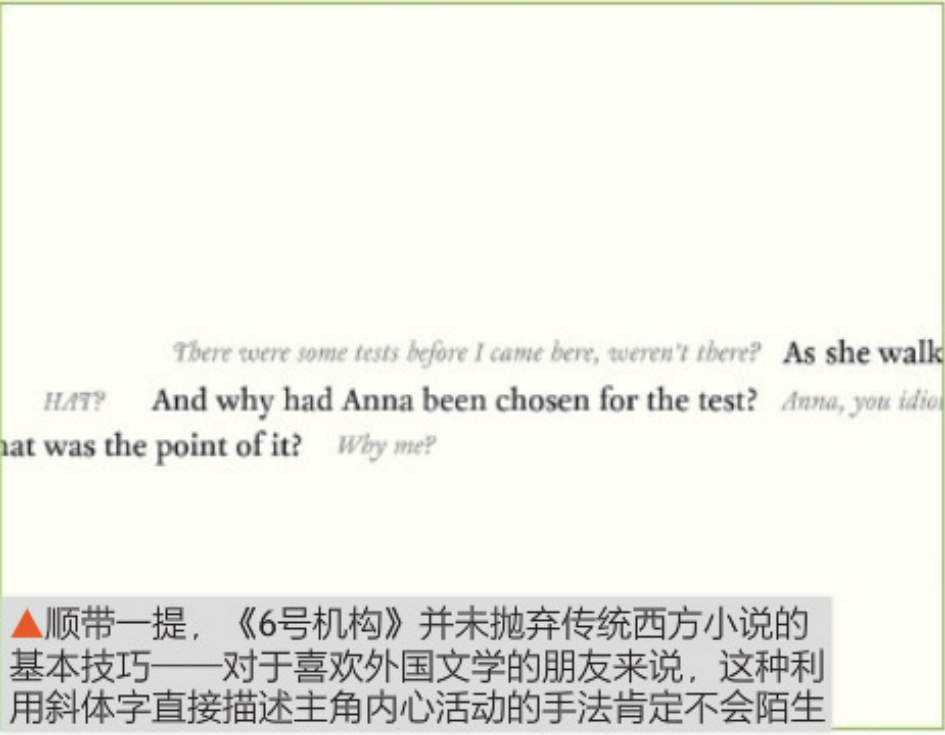 There were some tests before I came here, weren't there? As she walk
HAT? And why had Anna been chosen for the test? Anna, you idio
hat was the point of it? Why me?
▲顺带一提，《6号机构》并未抛弃传统西方小说的
基本技巧——对于喜欢外国文学的朋友来说，这种利
用斜体字直接描述主角内心活动的手法肯定不会陌生